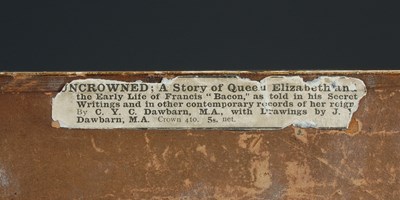 UNCROWNED: A Story of Queen Elizabeth an
the Early Life of Francis "Bacon," as told in his Secret
Writings and in other contemporary records of her reign
By C. Y. C. Dawbarn, M.A., with Drawings by J. Y
Dawbarn, M.A. Crown 4to. 5s. net.